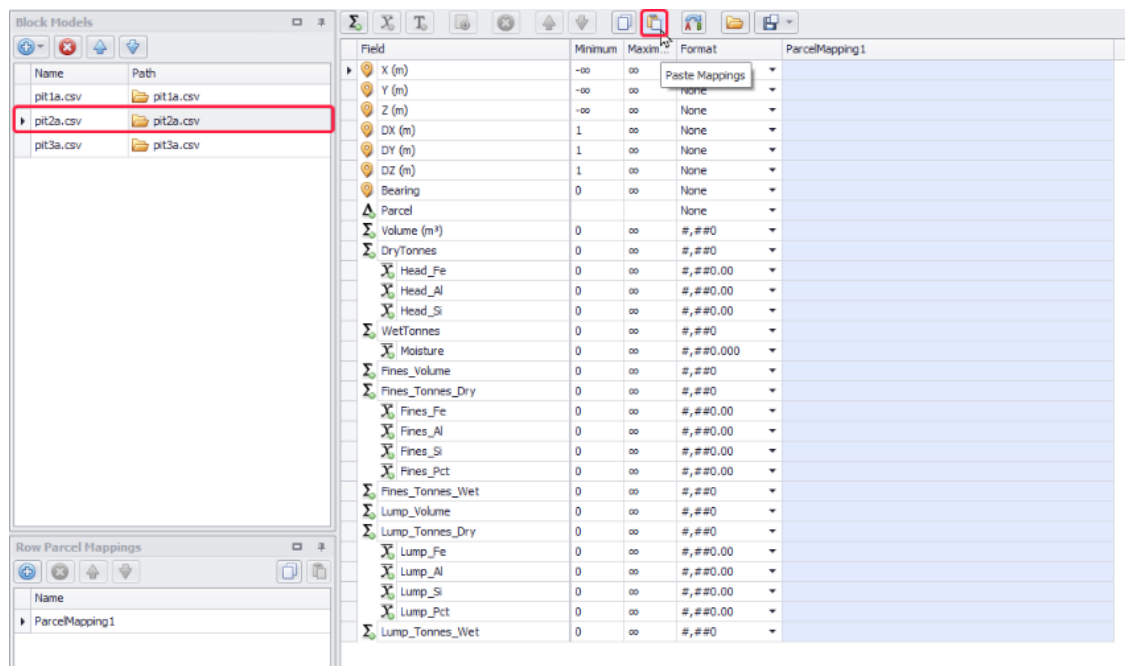 Block Models
Name Path
pit1a.csv pit1a.csv
pit2a.csv pit2a.csv
pit3a.csv pit3a.csv
Row Parcel Mappings
Name
ParcelMapping1
Field Minimum Maxim... Format ParcelMapping1
Paste Mappings
X (m) -∞ ∞
Y (m) -∞ ∞ None
Z (m) -∞ ∞ None
DX (m) 1 ∞ None
DY (m) 1 ∞ None
DZ (m) 1 ∞ None
Bearing 0 ∞ None
Parcel None
Volume (m³) 0 ∞ #,##0
DryTonnes 0 ∞ #,##0
Head_Fe 0 ∞ #,##0.00
Head_Al 0 ∞ #,##0.00
Head_Si 0 ∞ #,##0.00
WetTonnes 0 ∞ #,##0
Moisture 0 ∞ #,##0.000
Fines_Volume 0 ∞ #,##0
Fines_Tonnes_Dry 0 ∞ #,##0
Fines_Fe 0 ∞ #,##0.00
Fines_Al 0 ∞ #,##0.00
Fines_Si 0 ∞ #,##0.00
Fines_Pct 0 ∞ #,##0.00
Fines_Tonnes_Wet 0 ∞ #,##0
Lump_Volume 0 ∞ #,##0
Lump_Tonnes_Dry 0 ∞ #,##0
Lump_Fe 0 ∞ #,##0.00
Lump_Al 0 ∞ #,##0.00
Lump_Si 0 ∞ #,##0.00
Lump_Pct 0 ∞ #,##0.00
Lump_Tonnes_Wet 0 ∞ #,##0